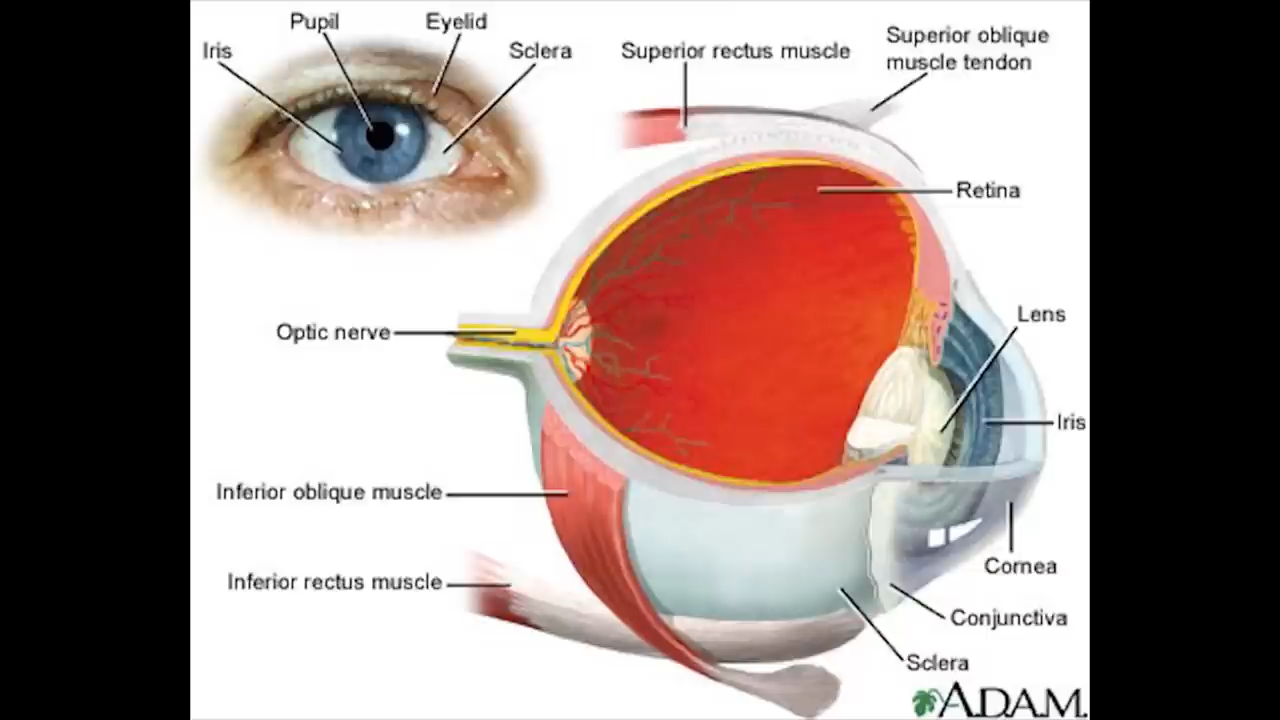 Pupil
Eyelid
Iris
Sclera
Superior rectus muscle
Superior oblique
muscle tendon
Retina
Lens
Optic nerve
Iris
Inferior oblique muscle
Cornea
Inferior rectus muscle
Conjunctiva
Sclera
A.D.A.M.